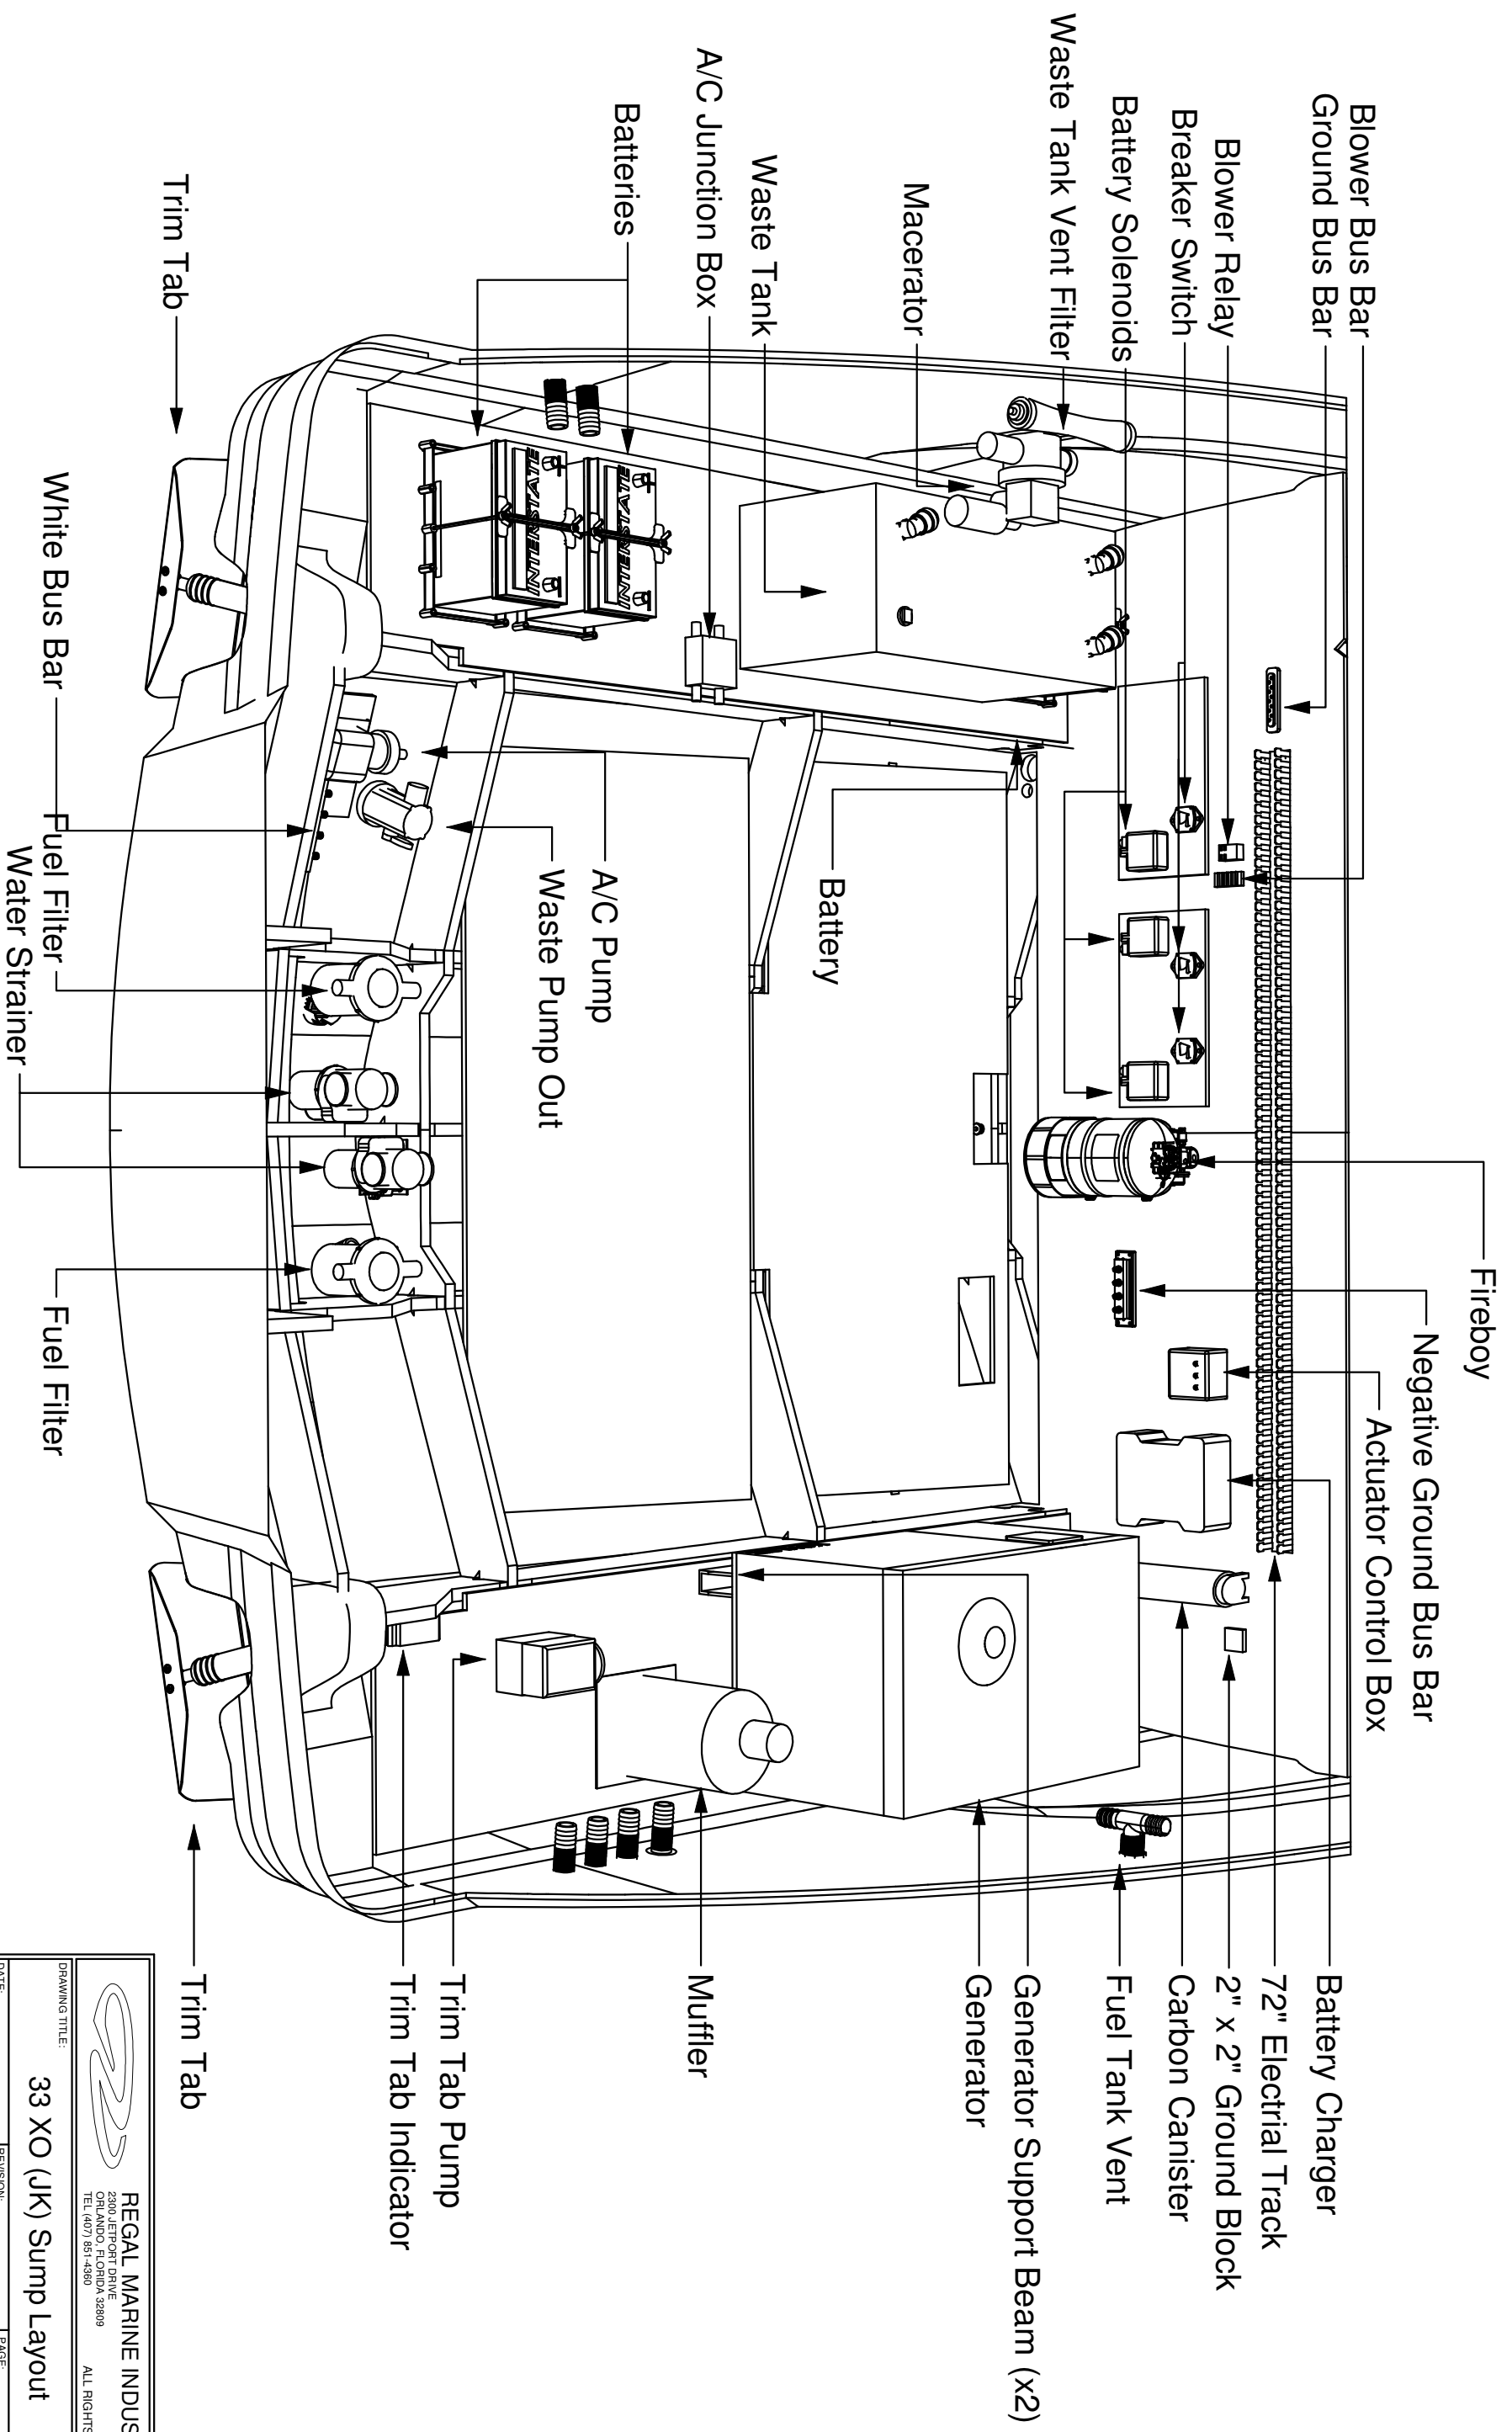 Fireboy
Negative Ground Bus Bar
Actuator Control Box
Blower Bus Bar
Ground Bus Bar
Blower Relay
Breaker Switch
Battery Solenoids
Waste Tank Vent Filter
Macerator
Waste Tank
A/C Junction Box
Batteries
Trim Tab
INTERSTATE
INTERSTATE
Battery
A/C Pump
Waste Pump Out
White Bus Bar
Fuel Filter
Water Strainer
Fuel Filter
Battery Charger
72" Electrial Track
2" x 2" Ground Block
Carbon Canister
Fuel Tank Vent
Generator Support Beam (x2)
Generator
Muffler
Trim Tab Pump
Trim Tab Indicator
Trim Tab
REGAL MARINE INDUS
2300 JETPORT DRIVE
ORLANDO, FLORIDA 32809
TEL (407) 851-4360
ALL RIGHTS
DRAWING TITLE:
33 XO (JK) Sump Layout
DATE:
REVISION:
PAGE: